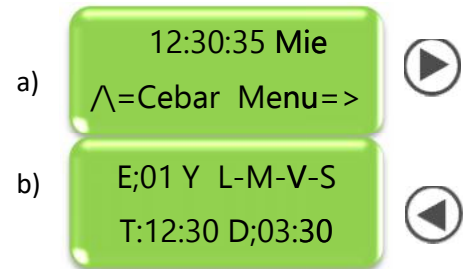 a)
12:30:35 Mie
/\=Cebar Menu=>
b)
E;01 Y L-M-V-S
T:12:30 D;03:30